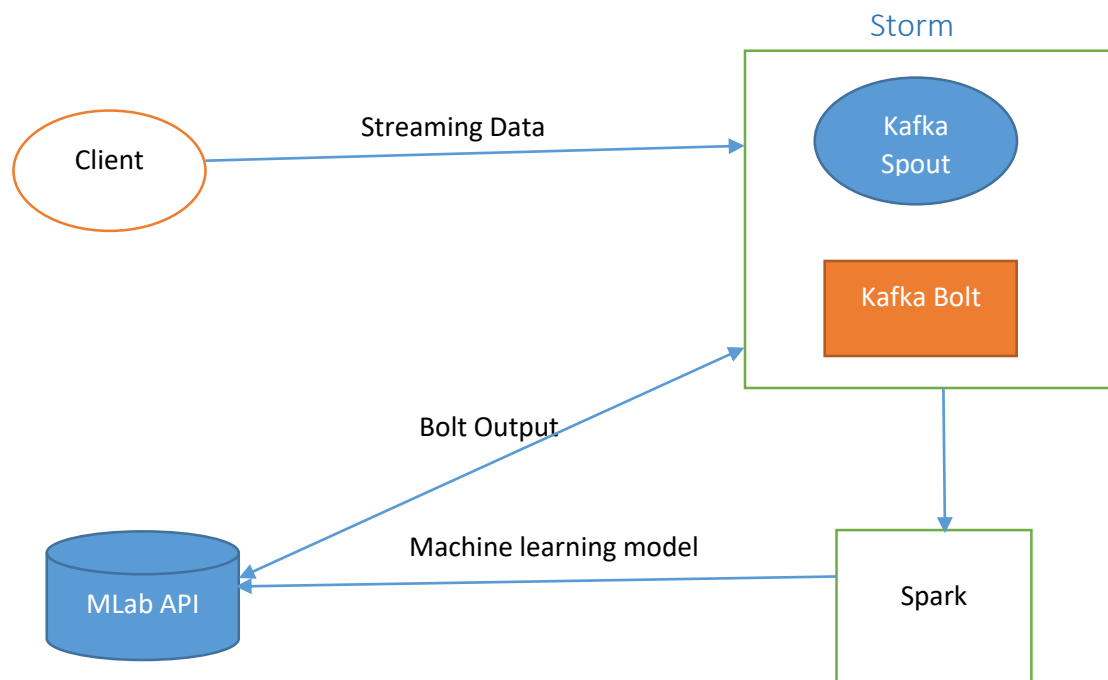 Storm
Client
Streaming Data
Kafka
Spout
Kafka Bolt
Bolt Output
Machine learning model
MLab API
Spark